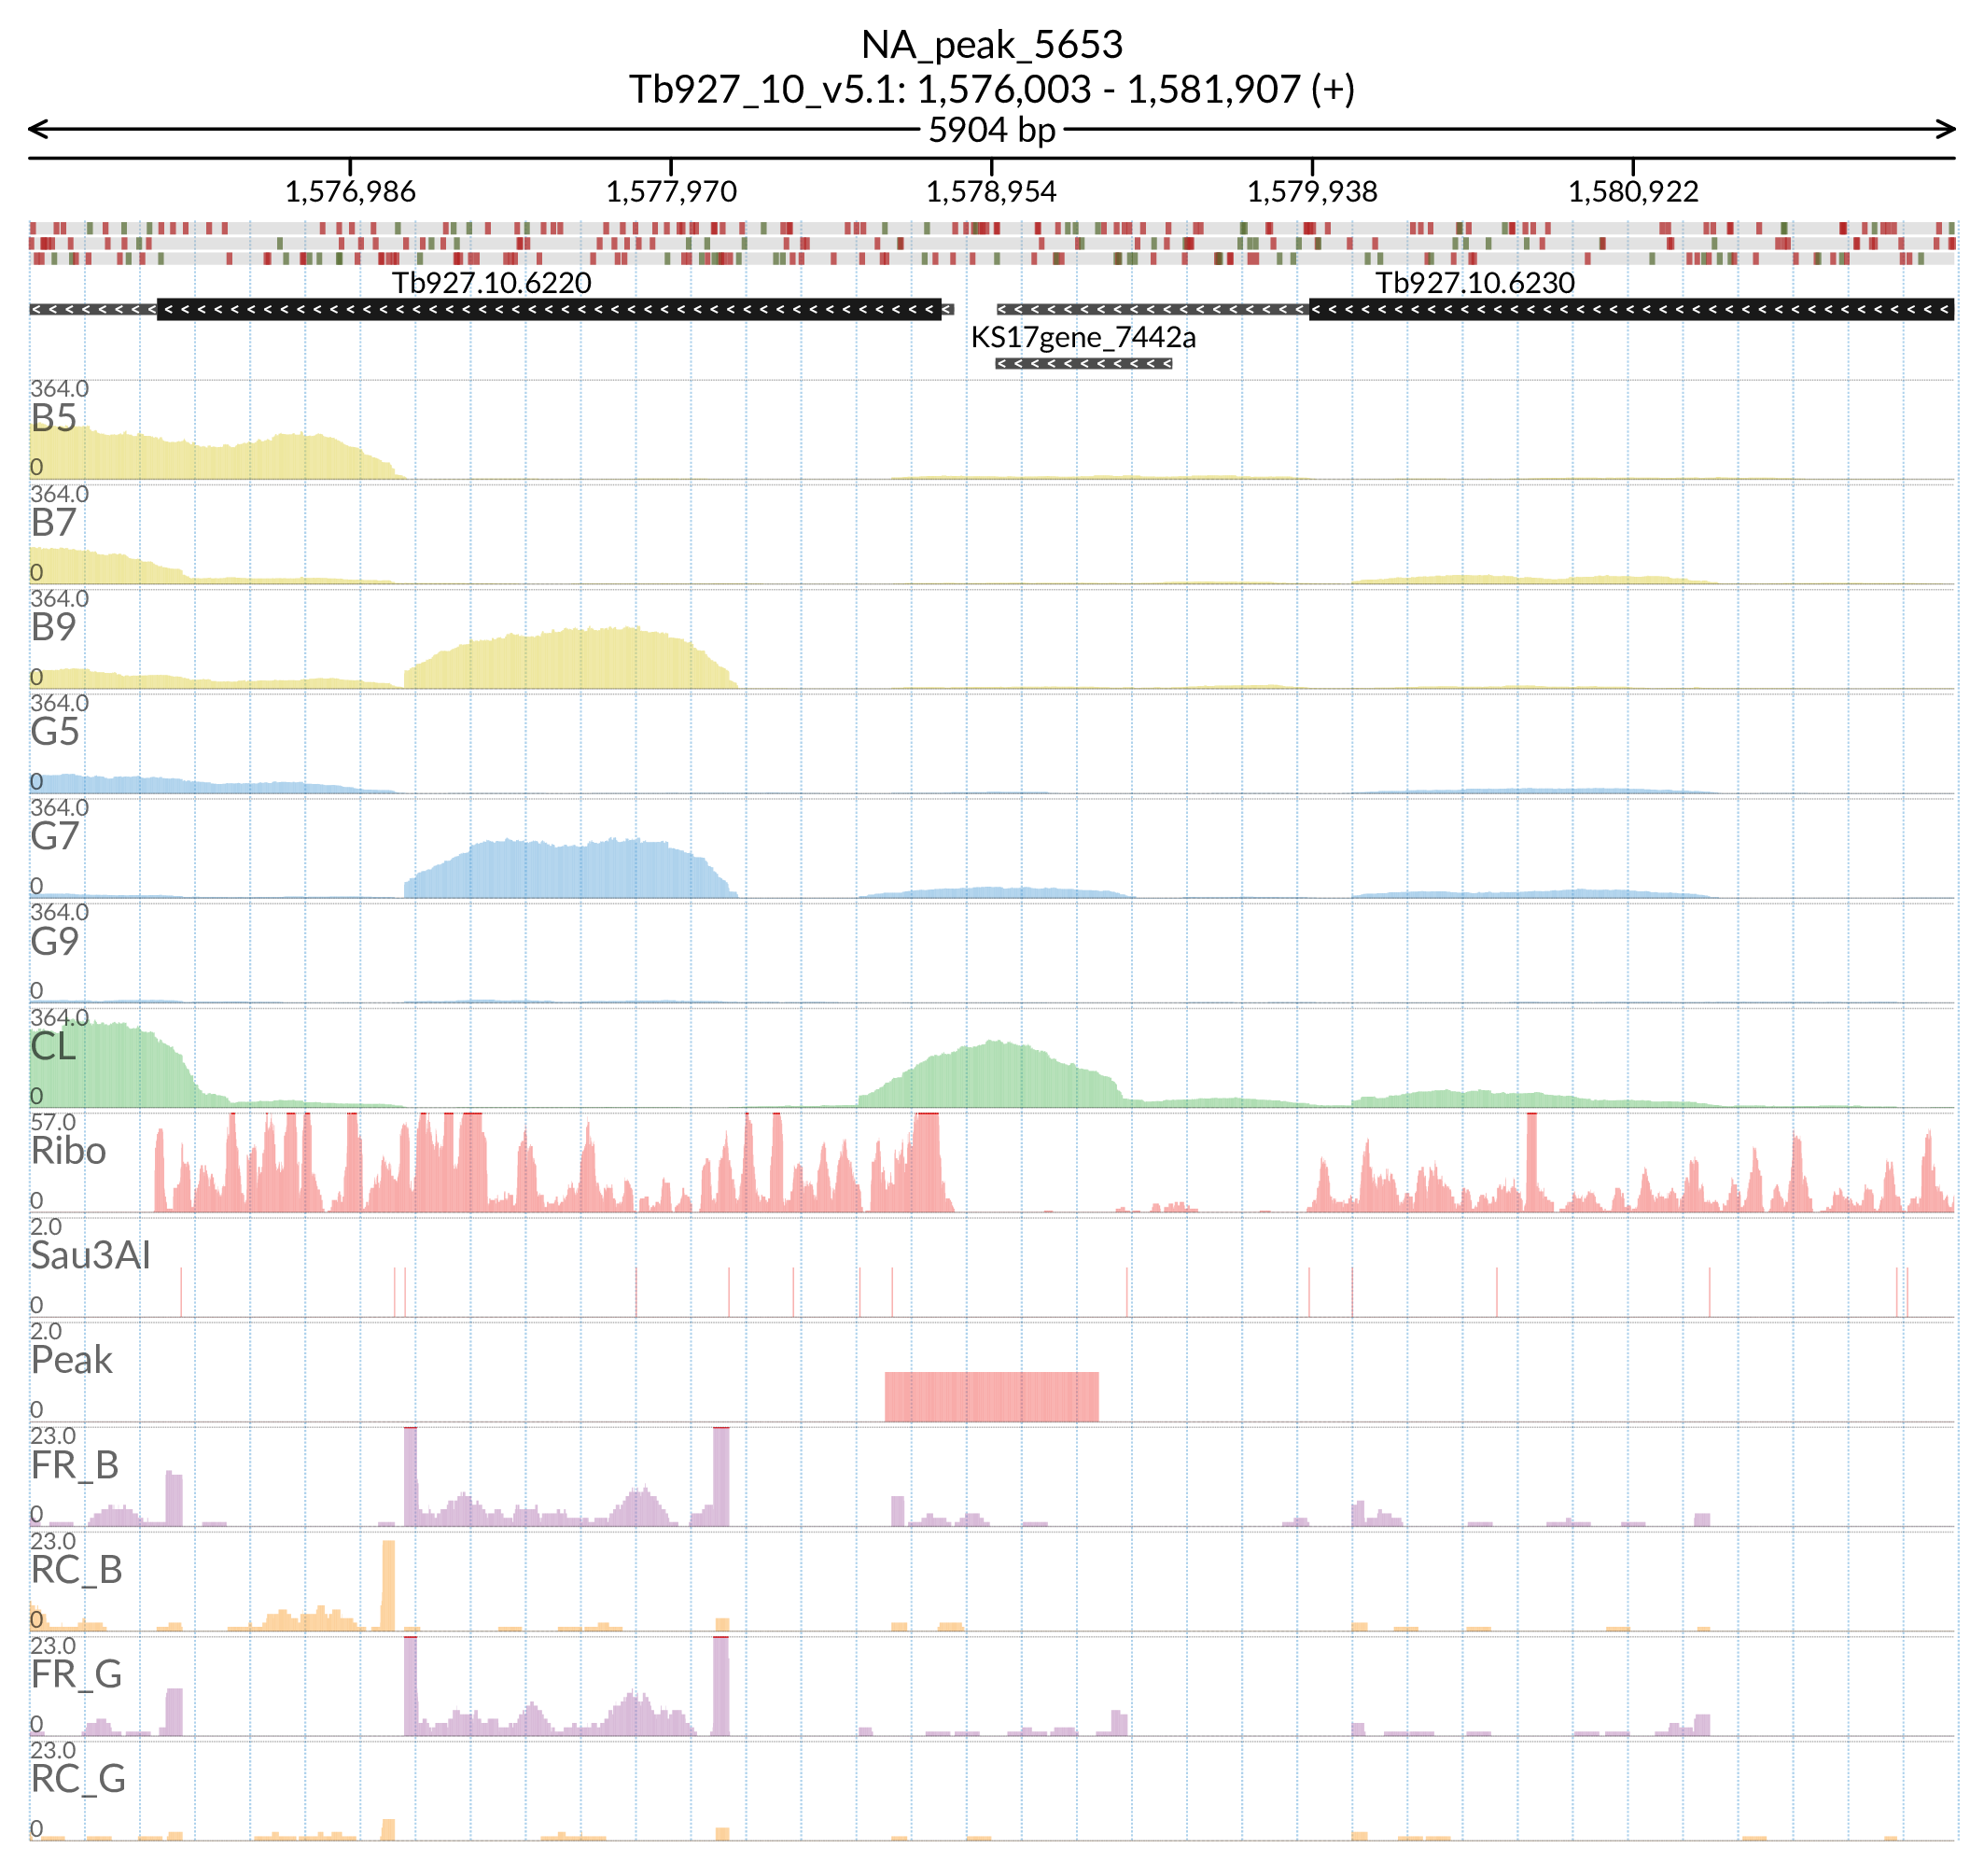 NA_peak_5653
Tb927_10_v5.1: 1,576,003 - 1,581,907 (+)
5904 bp
1,576,986 1,577,970 1,578,954 1,579,938 1,580,922
Tb927.10.6220 Tb927.10.6230
KS17gene_7442a
364.0
B5
0
364.0
B7
0
364.0
B9
0
364.0
G5
0
364.0
G7
0
364.0
G9
0
364.0
CL
0
57.0
Ribo
0
2.0
Sau3AI
0
2.0
Peak
0
23.0
FR_B
0
23.0
RC_B
0
23.0
FR_G
0
23.0
RC_G
0